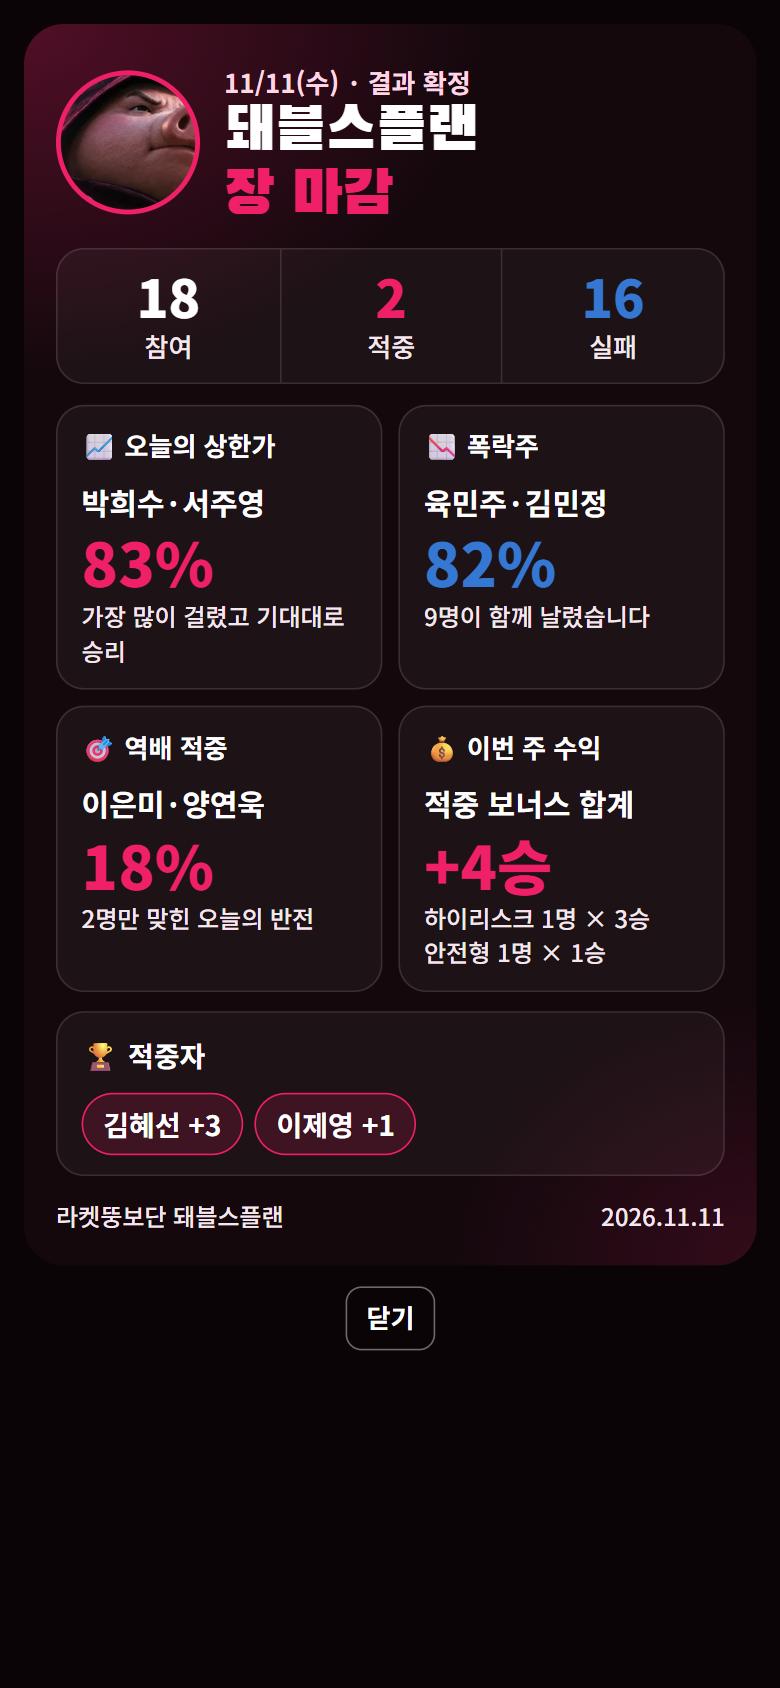 11/11(수) · 결과 확정
돼블스플랜
장 마감
18
참여
2
적중
16
실패
📈 오늘의 상한가
박희수·서주영
83%
가장 많이 걸렸고 기대대로
승리
📉 폭락주
육민주·김민정
82%
9명이 함께 날렸습니다
🎯 역배 적중
이은미·양연욱
18%
2명만 맞힌 오늘의 반전
💰 이번 주 수익
적중 보너스 합계
+4승
하이리스크 1명 × 3승
안전형 1명 × 1승
🏆 적중자
김혜선 +3
이제영 +1
라켓뚱보단 돼블스플랜
2026.11.11
닫기